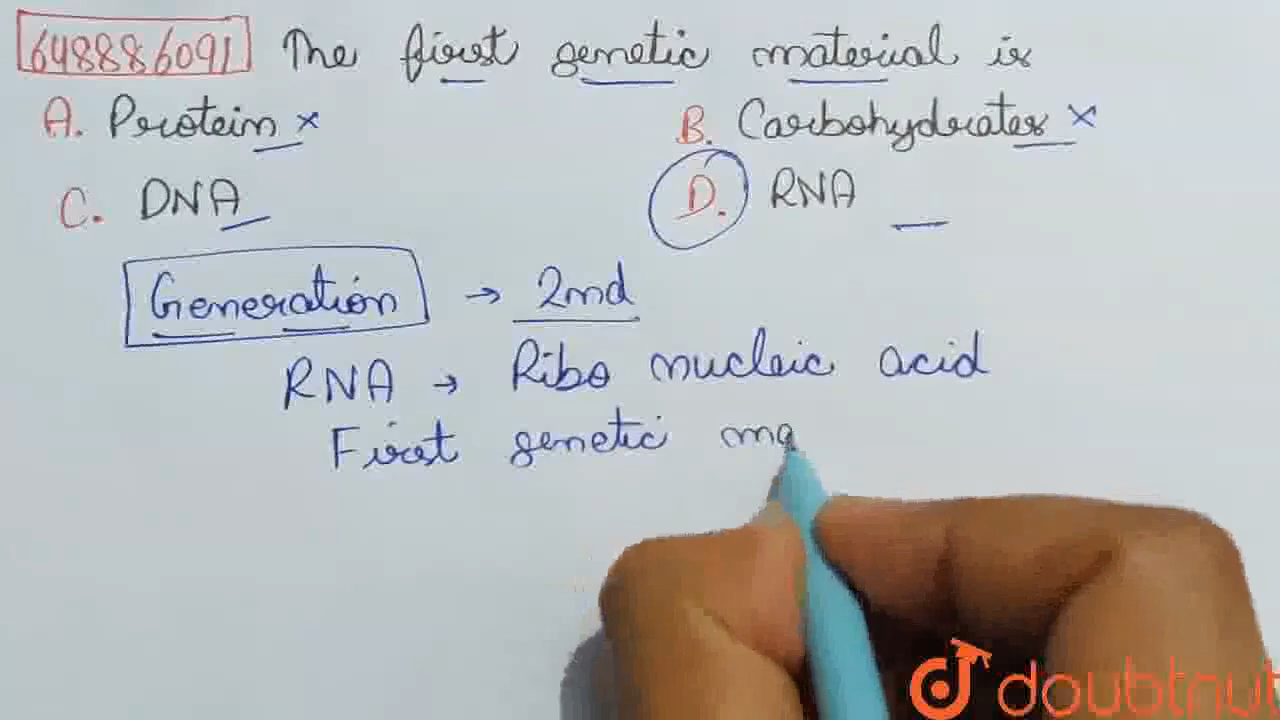 648886091 The first genetic material is
A. Protein × B. Carbohydrates ×
C. DNA D. RNA
Generation → 2nd
RNA → Ribo nucleic acid
First genetic ma
doubtnut